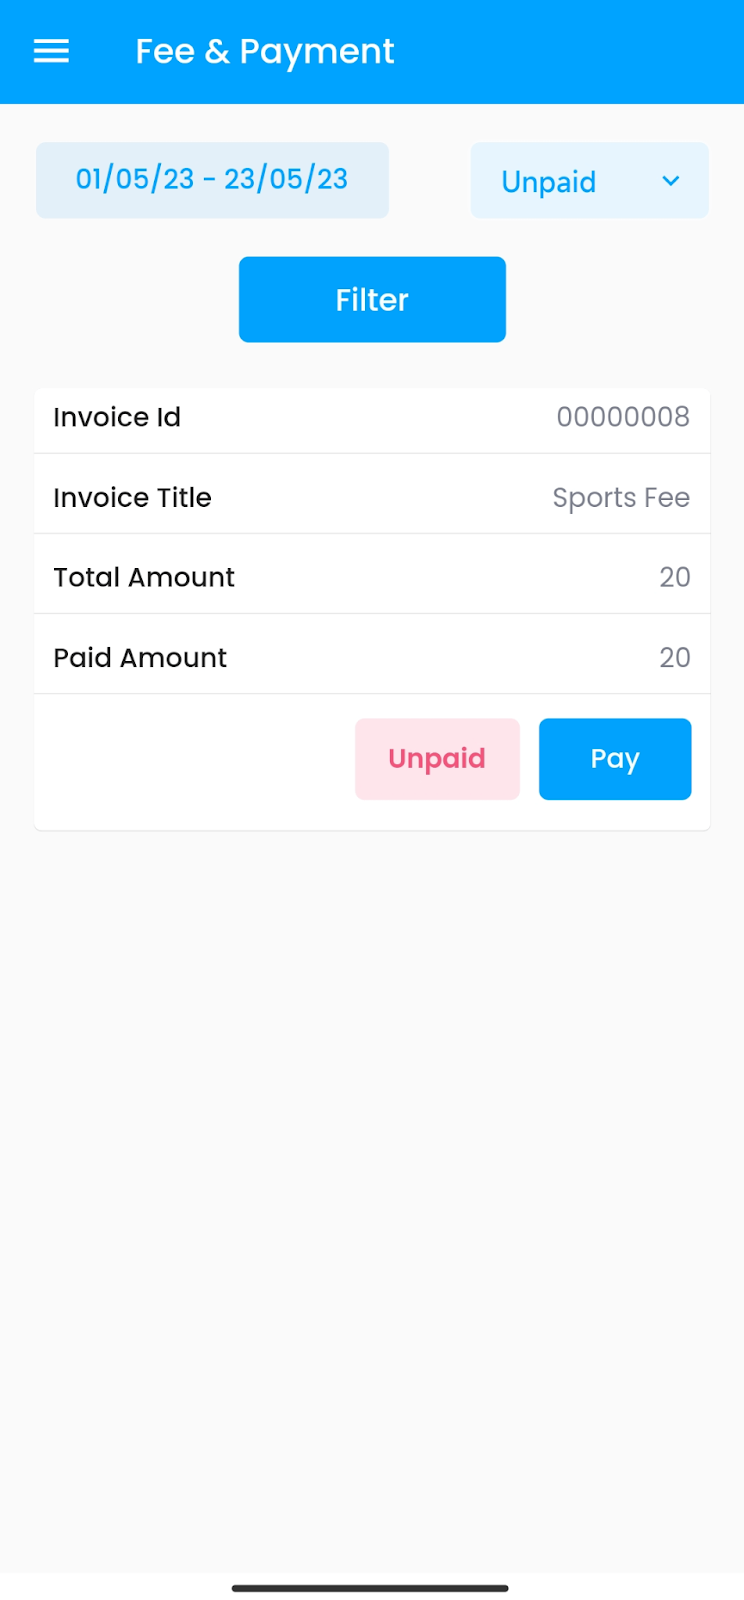 Fee & Payment
01/05/23 - 23/05/23
Unpaid
Filter
Invoice Id 00000008
Invoice Title Sports Fee
Total Amount 20
Paid Amount 20
Unpaid Pay